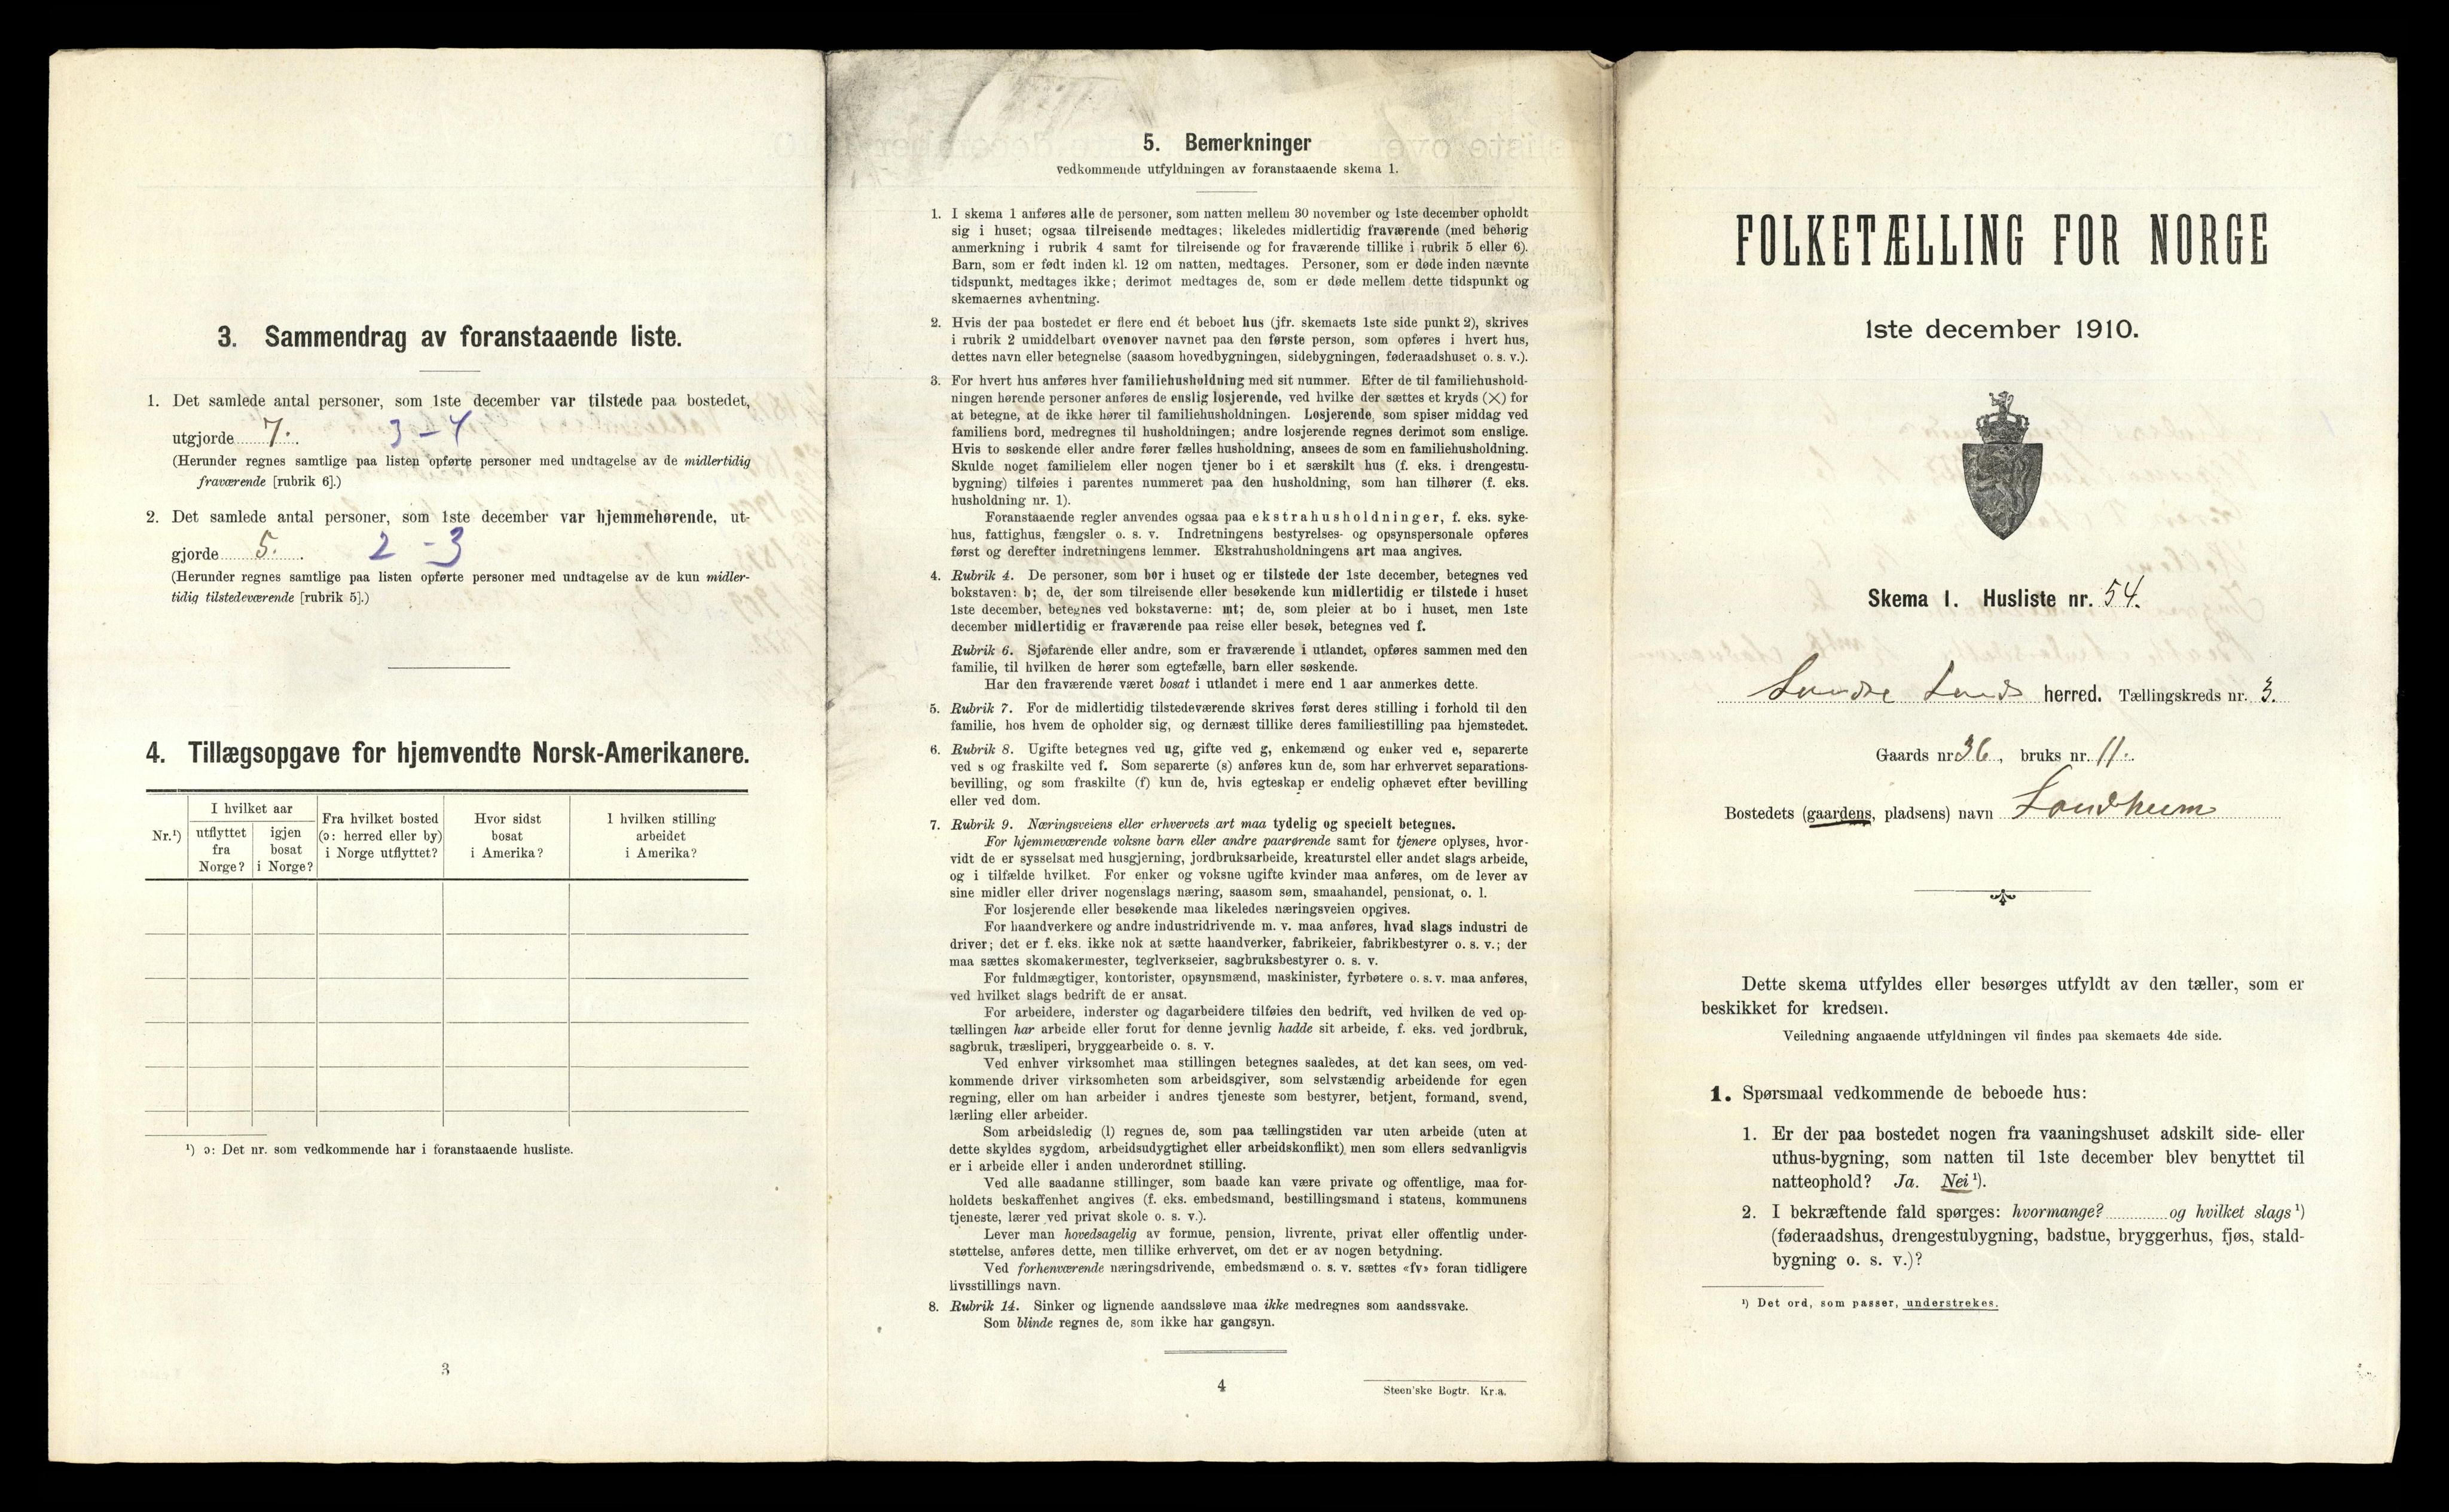 3. Sammendrag av foranstaaende liste.
1. Det samlede antal personer, som 1ste december var tilstede paa bostedet,
utgjorde 7. 3 – 4
(Herunder regnes samtlige paa listen opførte personer med undtagelse av de midlertidig
fraværende [rubrik 6].)
2. Det samlede antal personer, som 1ste december var hjemmehørende, ut-
gjorde 5. 2 – 3
(Herunder regnes samtlige paa listen opførte personer med undtagelse av de kun midler-
tidig tilstedeværende [rubrik 5].)
4. Tillægsopgave for hjemvendte Norsk-Amerikanere.
Nr.¹)
I hvilket aar
utflyttet
fra
Norge?
igjen
bosat
i Norge?
Fra hvilket bosted
(ɔ: herred eller by)
i Norge utflyttet?
Hvor sidst
bosat
i Amerika?
I hvilken stilling
arbeidet
i Amerika?
¹) ɔ: Det nr. som vedkommende har i foranstaaende husliste.
3
5. Bemerkninger
vedkommende utfyldningen av foranstaaende skema 1.
1. I skema 1 anføres alle de personer, som natten mellem 30 november og 1ste december opholdt
sig i huset; ogsaa tilreisende medtages; likeledes midlertidig fraværende (med behørig
anmerkning i rubrik 4 samt for tilreisende og for fraværende tillike i rubrik 5 eller 6).
Barn, som er født inden kl. 12 om natten, medtages. Personer, som er døde inden nævnte
tidspunkt, medtages ikke; derimot medtages de, som er døde mellem dette tidspunkt og
skemaernes avhentning.
2. Hvis der paa bostedet er flere end ét beboet hus (jfr. skemaets 1ste side punkt 2), skrives
i rubrik 2 umiddelbart ovenover navnet paa den første person, som opføres i hvert hus,
dettes navn eller betegnelse (saasom hovedbygningen, sidebygningen, føderaadshuset o. s. v.).
3. For hvert hus anføres hver familiehusholdning med sit nummer. Efter de til familiehushold-
ningen hørende personer anføres de enslig losjerende, ved hvilke der sættes et kryds (×) for
at betegne, at de ikke hører til familiehusholdningen. Losjerende, som spiser middag ved
familiens bord, medregnes til husholdningen; andre losjerende regnes derimot som enslige.
Hvis to søskende eller andre fører fælles husholdning, ansees de som en familiehusholdning.
Skulde noget familielem eller nogen tjener bo i et særskilt hus (f. eks. i drengestu-
bygning) tilføies i parentes nummeret paa den husholdning, som han tilhører (f. eks.
husholdning nr. 1).
Foranstaaende regler anvendes ogsaa paa ekstrahusholdninger, f. eks. syke-
hus, fattighus, fængsler o. s. v. Indretningens bestyrelses- og opsynspersonale opføres
først og derefter indretningens lemmer. Ekstrahusholdningens art maa angives.
4. Rubrik 4. De personer, som bor i huset og er tilstede der 1ste december, betegnes ved
bokstaven: b; de, der som tilreisende eller besøkende kun midlertidig er tilstede i huset
1ste december, betegnes ved bokstaverne: mt; de, som pleier at bo i huset, men 1ste
december midlertidig er fraværende paa reise eller besøk, betegnes ved f.
Rubrik 6. Sjøfarende eller andre, som er fraværende i utlandet, opføres sammen med den
familie, til hvilken de hører som egtefælle, barn eller søskende.
Har den fraværende været bosat i utlandet i mere end 1 aar anmerkes dette.
5. Rubrik 7. For de midlertidig tilstedeværende skrives først deres stilling i forhold til den
familie, hos hvem de opholder sig, og dernæst tillike deres familiestilling paa hjemstedet.
6. Rubrik 8. Ugifte betegnes ved ug, gifte ved g, enkemænd og enker ved e, separerte
ved s og fraskilte ved f. Som separerte (s) anføres kun de, som har erhvervet separations-
bevilling, og som fraskilte (f) kun de, hvis egteskap er endelig ophævet efter bevilling
eller ved dom.
7. Rubrik 9. Næringsveiens eller erhvervets art maa tydelig og specielt betegnes.
For hjemmeværende voksne barn eller andre paarørende samt for tjenere oplyses, hvor-
vidt de er sysselsat med husgjerning, jordbruksarbeide, kreaturstel eller andet slags arbeide,
og i tilfælde hvilket. For enker og voksne ugifte kvinder maa anføres, om de lever av
sine midler eller driver nogenslags næring, saasom søm, smaahandel, pensionat, o. l.
For losjerende eller besøkende maa likeledes næringsveien opgives.
For haandverkere og andre industridrivende m. v. maa anføres, hvad slags industri de
driver; det er f. eks. ikke nok at sætte haandverker, fabrikeier, fabrikbestyrer o. s. v.; der
maa sættes skomakermester, teglverkseier, sagbruksbestyrer o. s. v.
For fuldmægtiger, kontorister, opsynsmænd, maskinister, fyrbøtere o. s. v. maa anføres,
ved hvilket slags bedrift de er ansat.
For arbeidere, inderster og dagarbeidere tilføies den bedrift, ved hvilken de ved op-
tællingen har arbeide eller forut for denne jevnlig hadde sit arbeide, f. eks. ved jordbruk,
sagbruk, træsliperi, bryggearbeide o. s. v.
Ved enhver virksomhet maa stillingen betegnes saaledes, at det kan sees, om ved-
kommende driver virksomheten som arbeidsgiver, som selvstændig arbeidende for egen
regning, eller om han arbeider i andres tjeneste som bestyrer, betjent, formand, svend,
lærling eller arbeider.
Som arbeidsledig (l) regnes de, som paa tællingstiden var uten arbeide (uten at
dette skyldes sygdom, arbeidsudygtighet eller arbeidskonflikt) men som ellers sedvanligvis
er i arbeide eller i anden underordnet stilling.
Ved alle saadanne stillinger, som baade kan være private og offentlige, maa for-
holdets beskaffenhet angives (f. eks. embedsmand, bestillingsmand i statens, kommunens
tjeneste, lærer ved privat skole o. s. v.).
Lever man hovedsagelig av formue, pension, livrente, privat eller offentlig under-
støttelse, anføres dette, men tillike erhvervet, om det er av nogen betydning.
Ved forhenværende næringsdrivende, embedsmænd o. s. v. sættes «fv» foran tidligere
livsstillings navn.
8. Rubrik 14. Sinker og lignende aandssløve maa ikke medregnes som aandssvake.
Som blinde regnes de, som ikke har gangsyn.
4
Steen'ske Bogtr. Kr.a.
FOLKETÆLLING FOR NORGE
1ste december 1910.
Skema 1. Husliste nr. 54.
Søndre Lands herred. Tællingskreds nr. 3.
Gaards nr 36, bruks nr. 11.
Bostedets (gaardens, pladsens) navn Landheim
Dette skema utfyldes eller besørges utfyldt av den tæller, som er
beskikket for kredsen.
Veiledning angaaende utfyldningen vil findes paa skemaets 4de side.
1. Spørsmaal vedkommende de beboede hus:
1. Er der paa bostedet nogen fra vaaningshuset adskilt side- eller
uthus-bygning, som natten til 1ste december blev benyttet til
natteophold? Ja. Nei ¹).
2. I bekræftende fald spørges: hvormange? og hvilket slags ¹)
(føderaadshus, drengestubygning, badstue, bryggerhus, fjøs, stald-
bygning o. s. v.)?
¹) Det ord, som passer, understrekes.